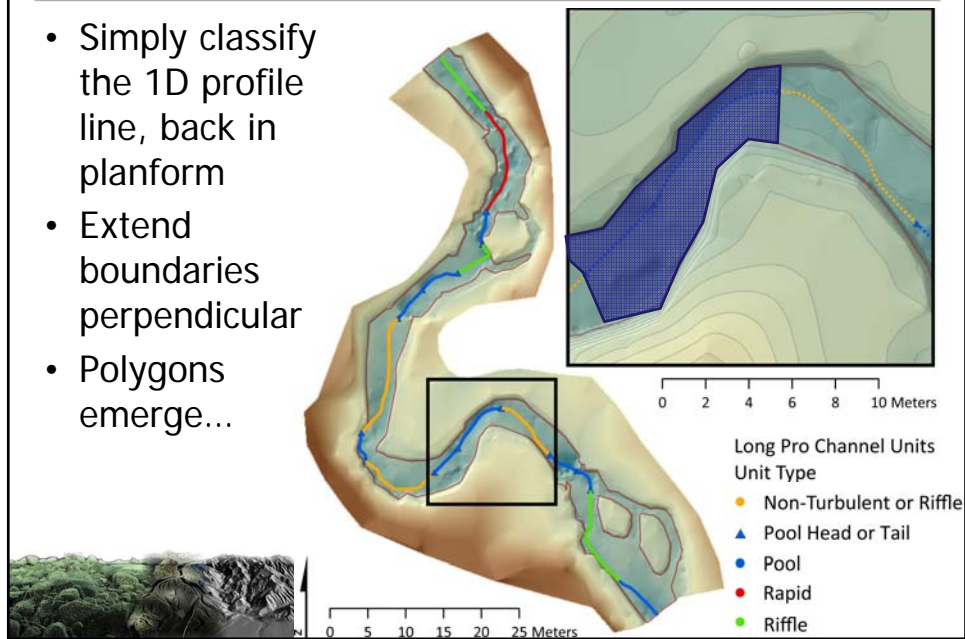 • Simply classify
the 1D profile
line, back in
planform
• Extend
boundaries
perpendicular
• Polygons
emerge...
0 2 4 6 8 10 Meters
Long Pro Channel Units
Unit Type
Non-Turbulent or Riffle
Pool Head or Tail
Pool
Rapid
Riffle
0 5 10 15 20 25 Meters